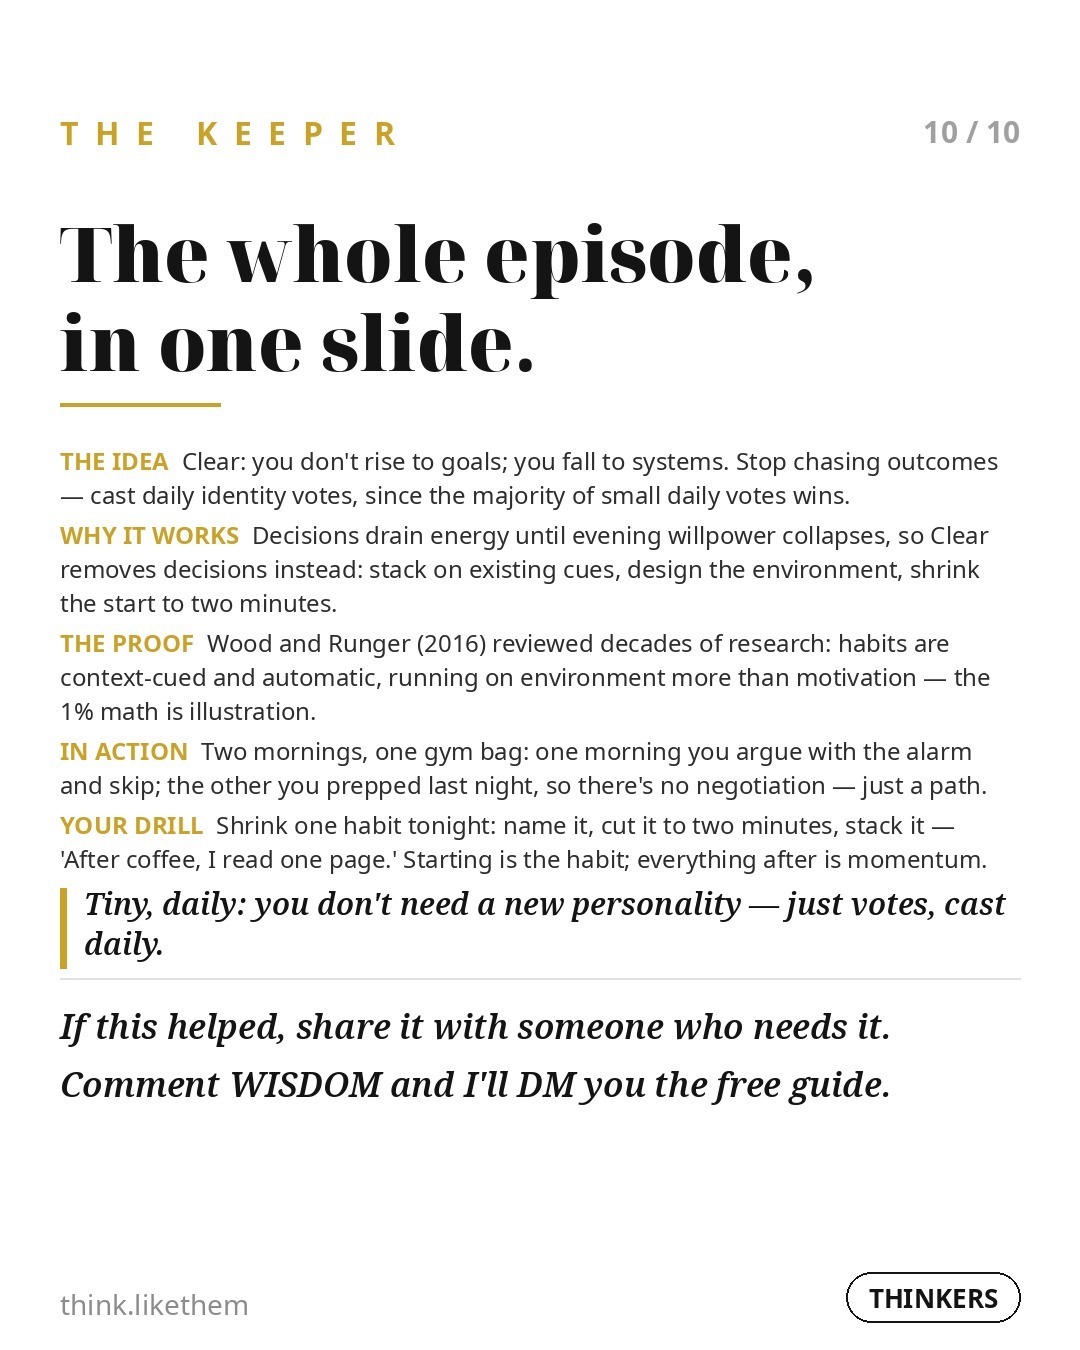 THE KEEPER
10 / 10
The whole episode,
in one slide.
THE IDEA Clear: you don't rise to goals; you fall to systems. Stop chasing outcomes
— cast daily identity votes, since the majority of small daily votes wins.
WHY IT WORKS Decisions drain energy until evening willpower collapses, so Clear
removes decisions instead: stack on existing cues, design the environment, shrink
the start to two minutes.
THE PROOF Wood and Runger (2016) reviewed decades of research: habits are
context-cued and automatic, running on environment more than motivation — the
1% math is illustration.
IN ACTION Two mornings, one gym bag: one morning you argue with the alarm
and skip; the other you prepped last night, so there's no negotiation — just a path.
YOUR DRILL Shrink one habit tonight: name it, cut it to two minutes, stack it —
'After coffee, I read one page.' Starting is the habit; everything after is momentum.
Tiny, daily: you don't need a new personality — just votes, cast
daily.
If this helped, share it with someone who needs it.
Comment WISDOM and I'll DM you the free guide.
think.likethem
THINKERS